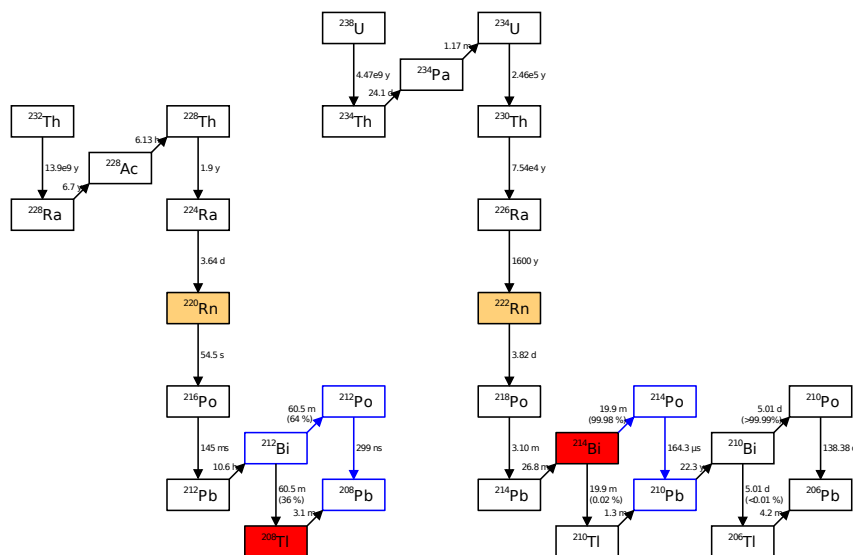 238U
234U
1.17 m
234Pa
4.47e9 y
2.46e5 y
24.1 d
232Th
228Th
234Th
230Th
6.13 h
228Ac
13.9e9 y
1.9 y
7.54e4 y
6.7 y
228Ra
224Ra
226Ra
3.64 d
1600 y
220Rn
222Rn
54.5 s
3.82 d
216Po
212Po
218Po
214Po
210Po
60.5 m
(64 %)
19.9 m
(99.98 %)
5.01 d
(>99.99%)
212Bi
214Bi
210Bi
145 ms
299 ns
3.10 m
164.3 µs
138.38 d
10.6 h
26.8 m
22.3 y
60.5 m
(36 %)
19.9 m
(0.02 %)
5.01 d
(<0.01 %)
212Pb
208Pb
214Pb
210Pb
206Pb
3.1 m
1.3 m
4.2 m
208Tl
210Tl
206Tl